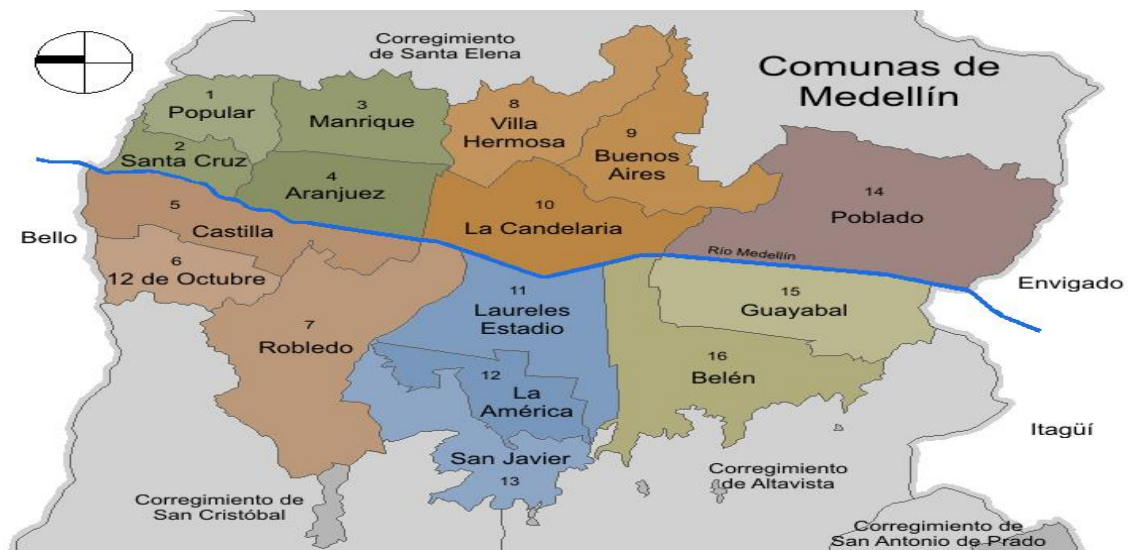 Corregimiento
de Santa Elena
Comunas de
Medellín
1
Popular
3
Manrique
8
Villa
Hermosa
9
Buenos
Aires
2
Santa Cruz
4
Aranjuez
14
Poblado
5
Castilla
10
La Candelaria
Río Medellín
Bello
6
12 de Octubre
Envigado
11
Laureles
Estadio
15
Guayabal
7
Robledo
16
Belén
12
La
América
Itagüí
San Javier
13
Corregimiento
de Altavista
Corregimiento de
San Cristóbal
Corregimiento de
San Antonio de Prado